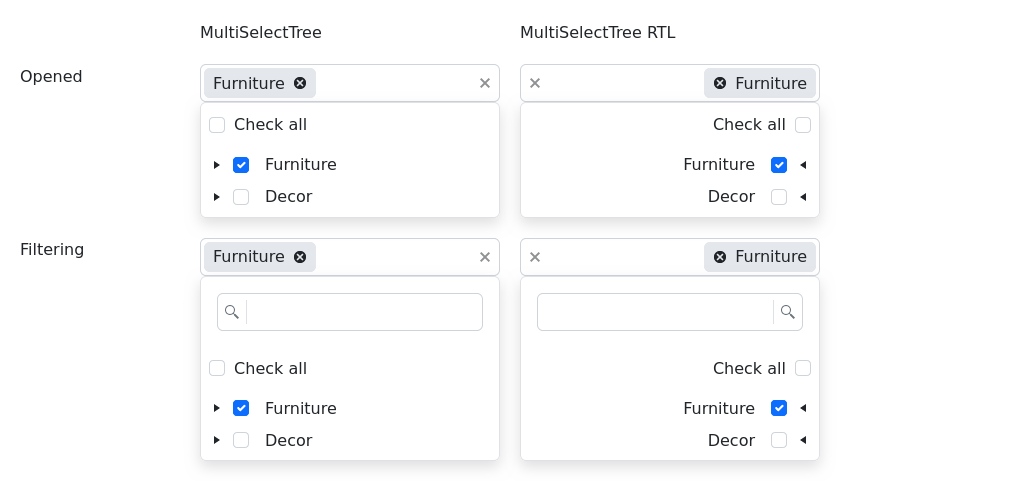 MultiSelectTree MultiSelectTree RTL
Opened
Furniture Furniture
Check all Check all
Furniture Furniture
Decor Decor
Filtering
Furniture Furniture
Check all Check all
Furniture Furniture
Decor Decor